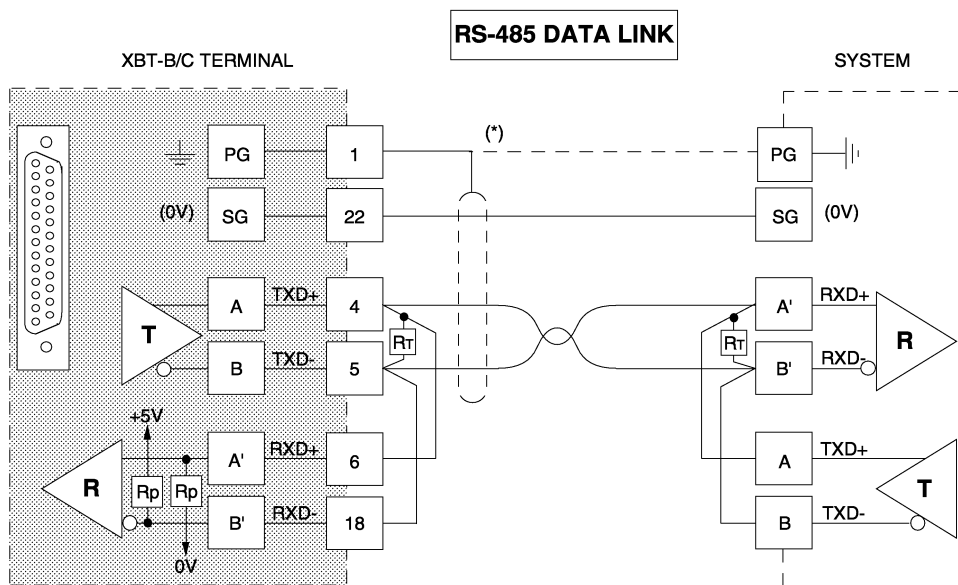 RS-485 DATA LINK
XBT-B/C TERMINAL
SYSTEM
(*)
PG
1
PG
(0V)
SG
22
SG
(0V)
A
TXD+
4
A'
RXD+
T
RT
RT
R
B
TXD-
5
B'
RXD-
+5V
A'
RXD+
6
A
TXD+
R
Rp
Rp
T
B'
RXD-
18
B
TXD-
0V